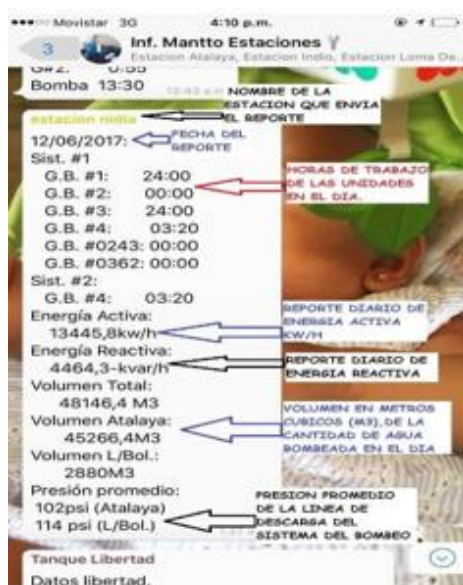 Movistar 3G 4:10 p.m.
3 Inf. Mantto Estaciones
Estacion Atalaya, Estacion Indio, Estacion Loma De...
G#2: 0:55
Bomba 13:30
NOMBRE DE LA
ESTACION QUE ENVIA
EL REPORTE
estacion nidia
12/06/2017:
FECHA DEL
REPORTE
Sist. #1
G.B. #1: 24:00
G.B. #2: 00:00
G.B. #3: 24:00
G.B. #4: 03:20
G.B. #0243: 00:00
G.B. #0362: 00:00
HORAS DE TRABAJO
DE LAS UNIDADES
EN EL DIA.
Sist. #2:
G.B. #4: 03:20
Energía Activa:
13445,8kw/h
REPORTE DIARIO DE
ENERGIA ACTIVA
KW/H
Energía Reactiva:
4464,3-kvar/h
REPORTE DIARIO DE
ENERGIA REACTIVA
Volumen Total:
48146,4 M3
Volumen Atalaya:
45266,4M3
VOLUMEN EN METROS
CUBICOS (M3), DE LA
CANTIDAD DE AGUA
BOMBEADA EN EL DIA
Volumen L/Bol.:
2880M3
Presión promedio:
102psi (Atalaya)
114 psi (L/Bol.)
PRESION PROMEDIO
DE LA LINEA DE
DESCARGA DEL
SISTEMA DEL BOMBEO
Tanque Libertad
Datos libertad.